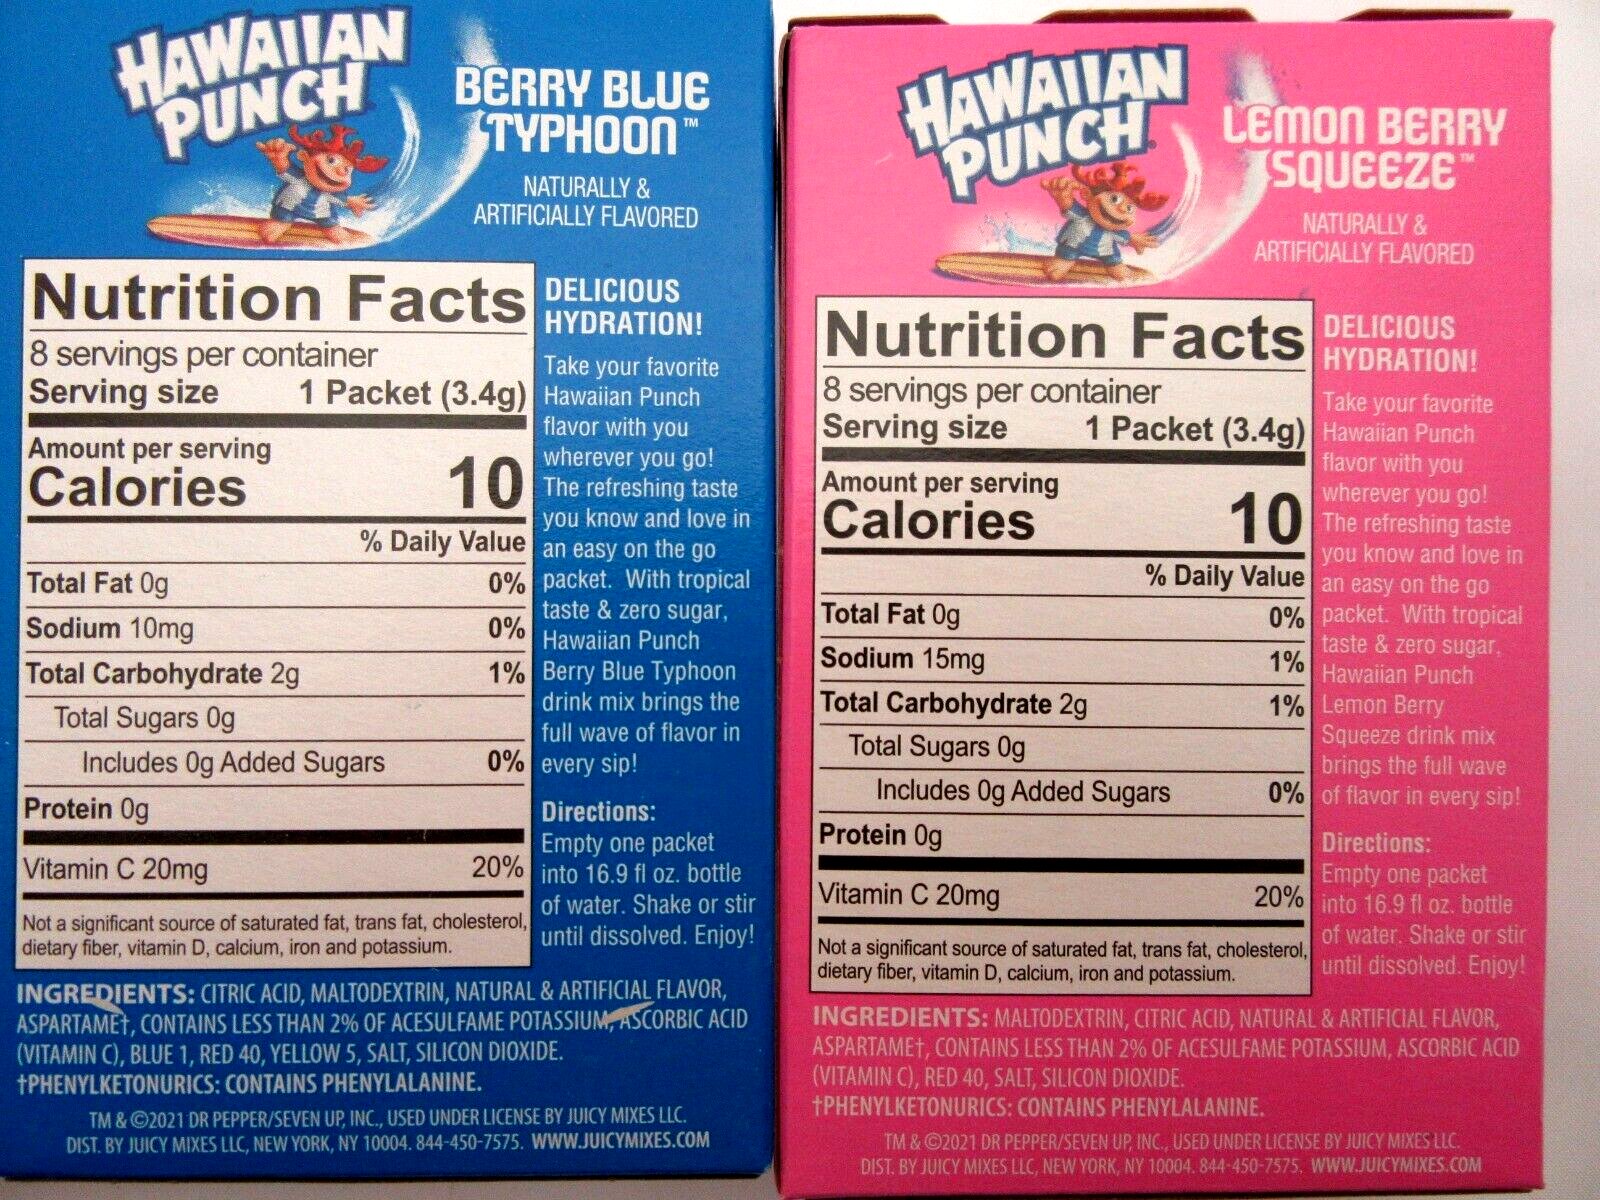 HAWAIIAN
PUNCH
BERRY BLUE
TYPHOON™
NATURALLY &
ARTIFICIALLY FLAVORED
Nutrition Facts
8 servings per container
Serving size 1 Packet (3.4g)
Amount per serving
Calories 10
% Daily Value
Total Fat 0g 0%
Sodium 10mg 0%
Total Carbohydrate 2g 1%
Total Sugars 0g
Includes 0g Added Sugars 0%
Protein 0g
Vitamin C 20mg 20%
Not a significant source of saturated fat, trans fat, cholesterol,
dietary fiber, vitamin D, calcium, iron and potassium.
DELICIOUS
HYDRATION!
Take your favorite
Hawaiian Punch
flavor with you
wherever you go!
The refreshing taste
you know and love in
an easy on the go
packet. With tropical
taste & zero sugar,
Hawaiian Punch
Berry Blue Typhoon
drink mix brings the
full wave of flavor in
every sip!
Directions:
Empty one packet
into 16.9 fl oz. bottle
of water. Shake or stir
until dissolved. Enjoy!
INGREDIENTS: CITRIC ACID, MALTODEXTRIN, NATURAL & ARTIFICIAL FLAVOR,
ASPARTAME†, CONTAINS LESS THAN 2% OF ACESULFAME POTASSIUM, ASCORBIC ACID
(VITAMIN C), BLUE 1, RED 40, YELLOW 5, SALT, SILICON DIOXIDE.
†PHENYLKETONURICS: CONTAINS PHENYLALANINE.
TM & ©2021 DR PEPPER/SEVEN UP, INC., USED UNDER LICENSE BY JUICY MIXES LLC.
DIST. BY JUICY MIXES LLC, NEW YORK, NY 10004. 844-450-7575. WWW.JUICYMIXES.COM
HAWAIIAN
PUNCH
LEMON BERRY
SQUEEZE™
NATURALLY &
ARTIFICIALLY FLAVORED
Nutrition Facts
8 servings per container
Serving size 1 Packet (3.4g)
Amount per serving
Calories 10
% Daily Value
Total Fat 0g 0%
Sodium 15mg 1%
Total Carbohydrate 2g 1%
Total Sugars 0g
Includes 0g Added Sugars 0%
Protein 0g
Vitamin C 20mg 20%
Not a significant source of saturated fat, trans fat, cholesterol,
dietary fiber, vitamin D, calcium, iron and potassium.
DELICIOUS
HYDRATION!
Take your favorite
Hawaiian Punch
flavor with you
wherever you go!
The refreshing taste
you know and love in
an easy on the go
packet. With tropical
taste & zero sugar,
Hawaiian Punch
Lemon Berry
Squeeze drink mix
brings the full wave
of flavor in every sip!
Directions:
Empty one packet
into 16.9 fl oz. bottle
of water. Shake or stir
until dissolved. Enjoy!
INGREDIENTS: MALTODEXTRIN, CITRIC ACID, NATURAL & ARTIFICIAL FLAVOR,
ASPARTAME†, CONTAINS LESS THAN 2% OF ACESULFAME POTASSIUM, ASCORBIC ACID
(VITAMIN C), RED 40, SALT, SILICON DIOXIDE.
†PHENYLKETONURICS: CONTAINS PHENYLALANINE.
TM & ©2021 DR PEPPER/SEVEN UP, INC., USED UNDER LICENSE BY JUICY MIXES LLC.
DIST. BY JUICY MIXES LLC, NEW YORK, NY 10004. 844-450-7575. WWW.JUICYMIXES.COM